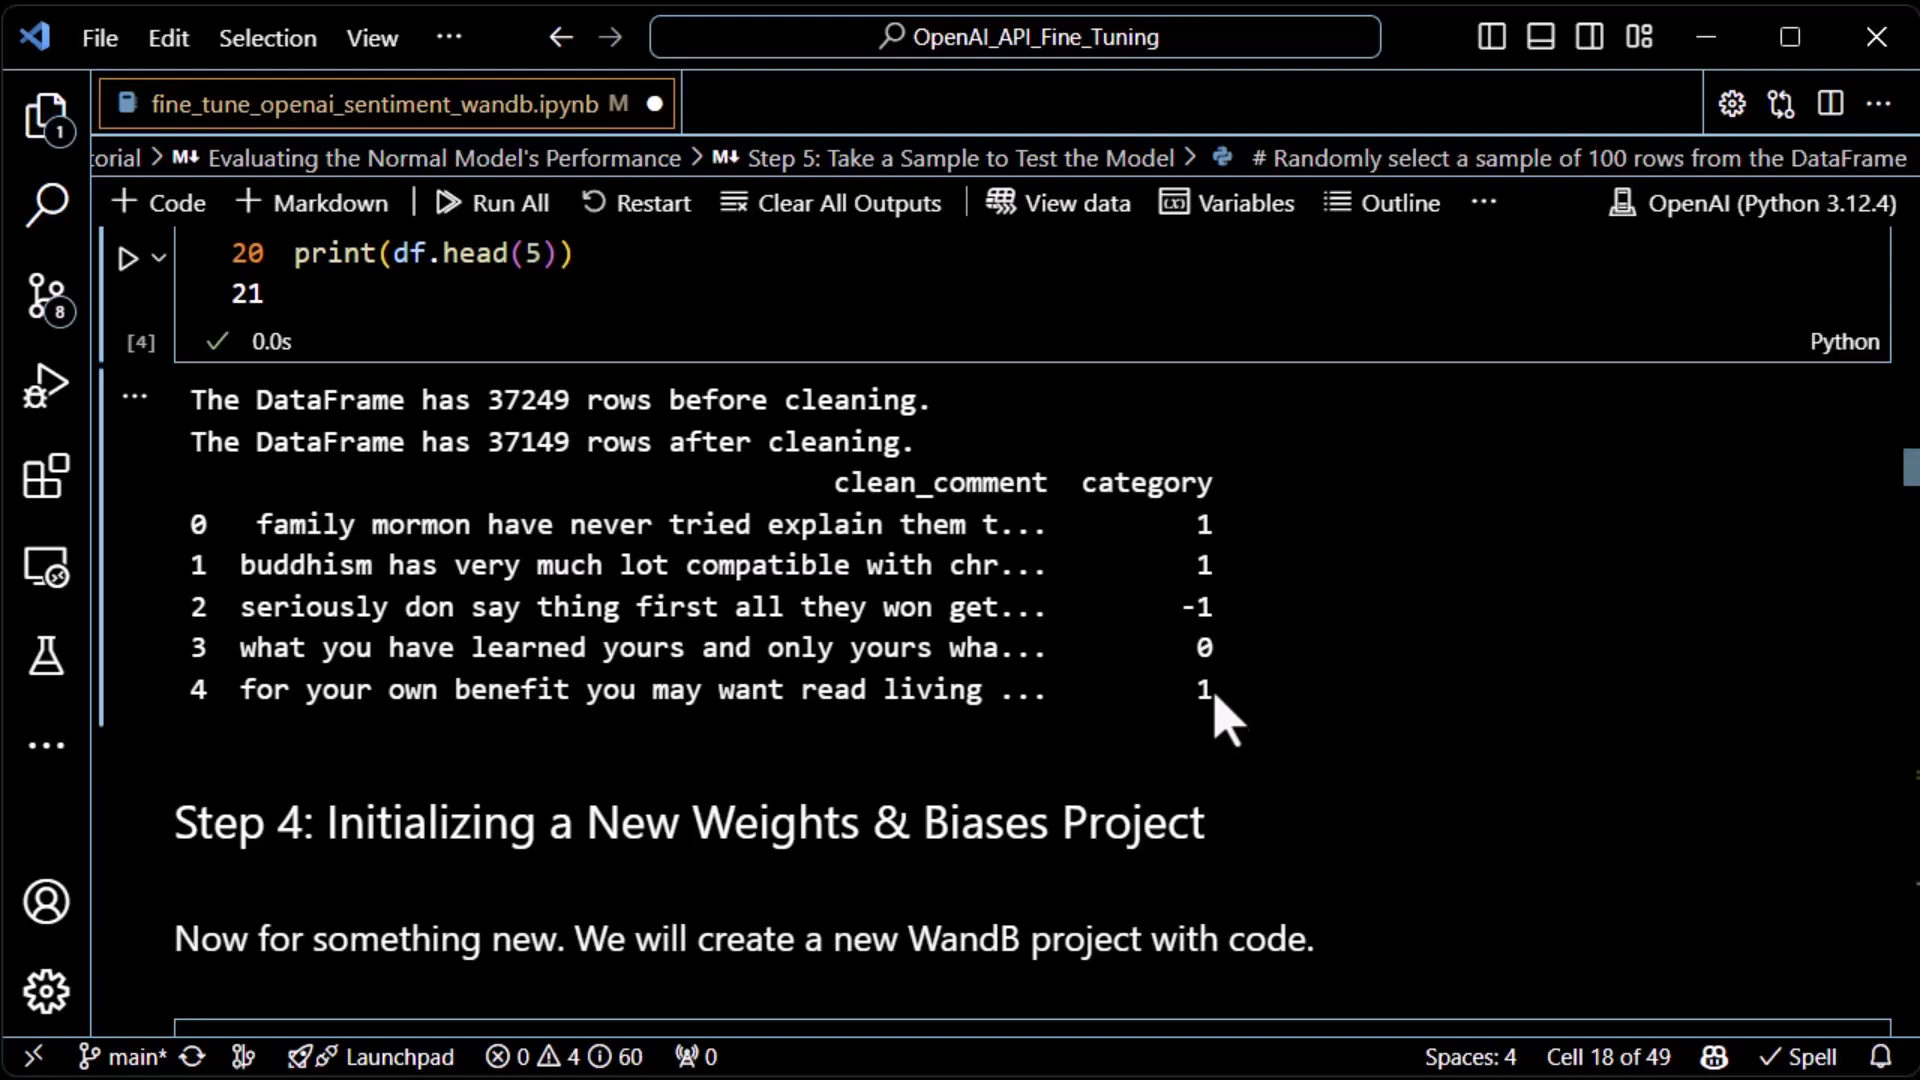 File Edit Selection View ··· OpenAI_API_Fine_Tuning
fine_tune_openai_sentiment_wandb.ipynb M
torial > M↓ Evaluating the Normal Model's Performance > M↓ Step 5: Take a Sample to Test the Model > # Randomly select a sample of 100 rows from the DataFrame
+ Code + Markdown | Run All Restart Clear All Outputs | View data Variables Outline ··· OpenAI (Python 3.12.4)
20 print(df.head(5))
21
[4] ✓ 0.0s Python
The DataFrame has 37249 rows before cleaning.
The DataFrame has 37149 rows after cleaning.
clean_comment category
0 family mormon have never tried explain them t... 1
1 buddhism has very much lot compatible with chr... 1
2 seriously don say thing first all they won get... -1
3 what you have learned yours and only yours wha... 0
4 for your own benefit you may want read living ... 1
Step 4: Initializing a New Weights & Biases Project
Now for something new. We will create a new WandB project with code.
1
8
main* Launchpad 0 4 60 0 Spaces: 4 Cell 18 of 49 Spell